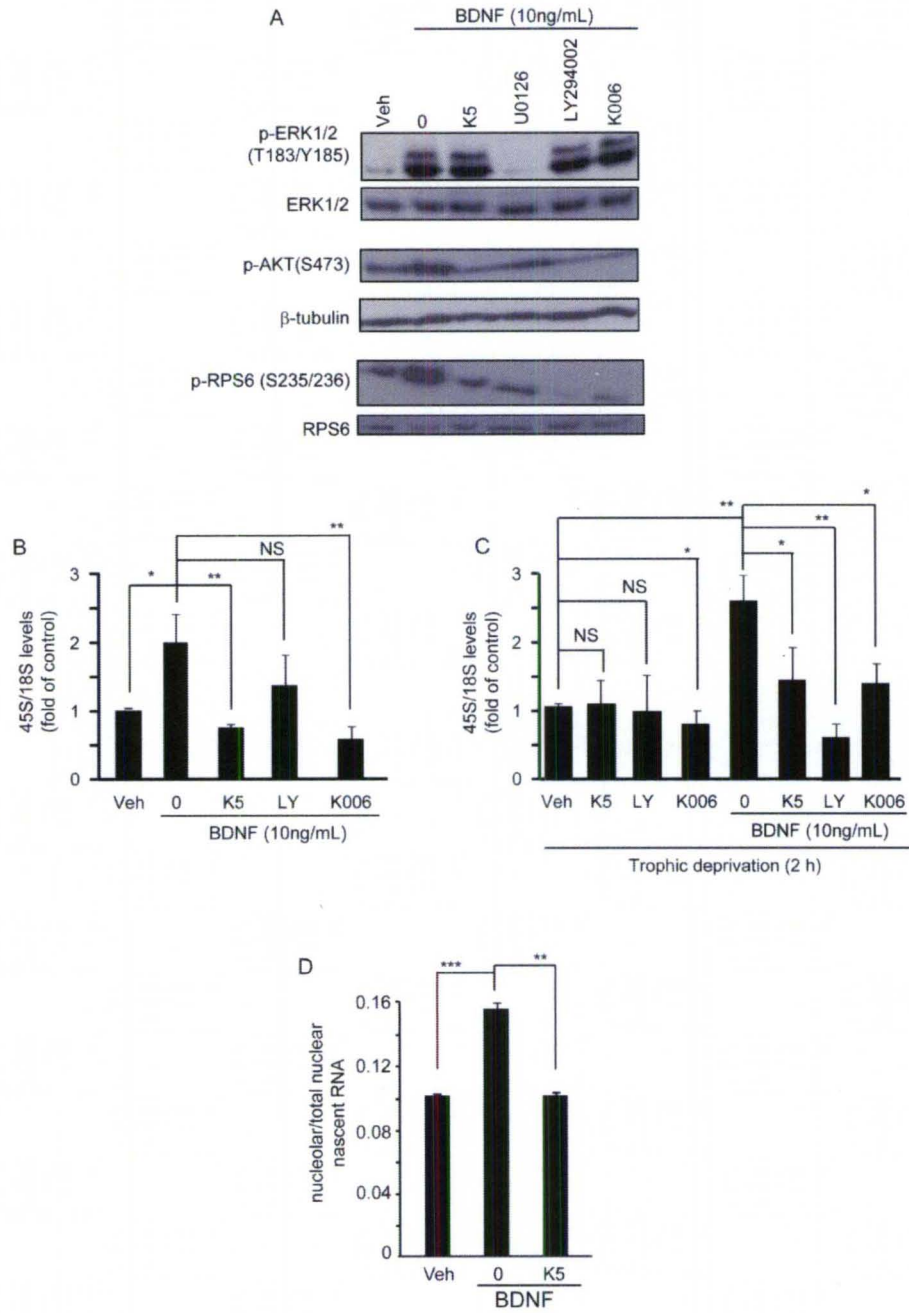 A
BDNF (10ng/mL)
Veh 0 K5 U0126 LY294002 K006
p-ERK1/2
(T183/Y185)
ERK1/2
p-AKT(S473)
β-tubulin
p-RPS6 (S235/236)
RPS6
B
45S/18S levels
(fold of control)
3
2
1
0
* ** NS **
Veh 0 K5 LY K006
BDNF (10ng/mL)
C
45S/18S levels
(fold of control)
3
2
1
0
NS NS * ** * ** *
Veh K5 LY K006 0 K5 LY K006
BDNF (10ng/mL)
Trophic deprivation (2 h)
D
nucleolar/total nuclear
nascent RNA
0.16
0.12
0.08
0.04
0
*** **
Veh 0 K5
BDNF